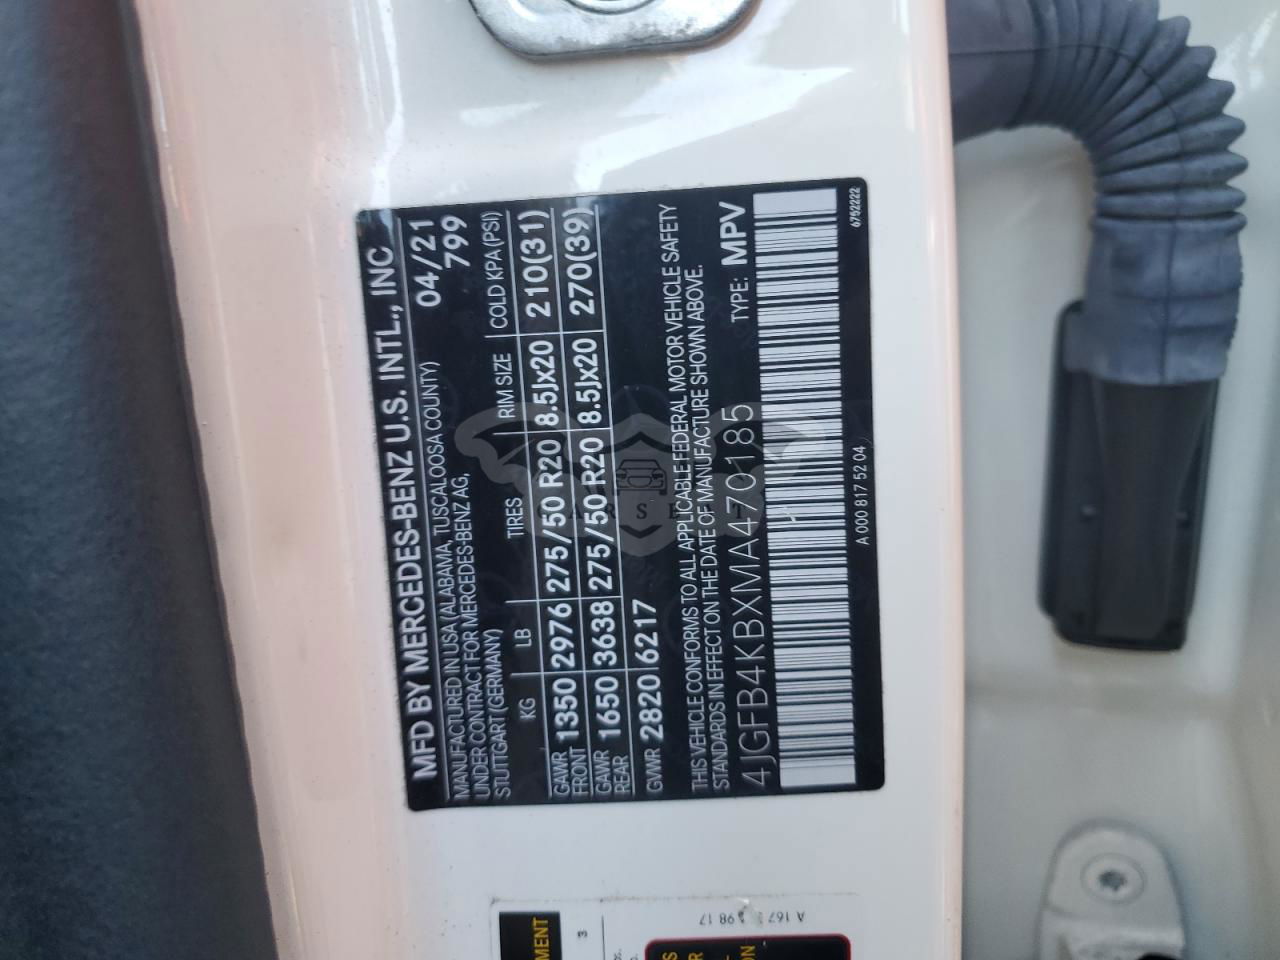 MFD BY MERCEDES-BENZ U.S. INTL., INC
MANUFACTURED IN USA (ALABAMA, TUSCALOOSA COUNTY) 04/21
UNDER CONTRACT FOR MERCEDES-BENZ AG, 799
STUTTGART (GERMANY)
KG LB TIRES RIM SIZE COLD KPA (PSI)
GAWR FRONT 1350 2976 275/50 R20 8.5Jx20 210(31)
GAWR REAR 1650 3638 275/50 R20 8.5Jx20 270(39)
GVWR 2820 6217
THIS VEHICLE CONFORMS TO ALL APPLICABLE FEDERAL MOTOR VEHICLE SAFETY
STANDARDS IN EFFECT ON THE DATE OF MANUFACTURE SHOWN ABOVE.
4JGFB4KBXMA470185 TYPE: MPV
A 000 817 52 04 6752222
MENT
3
98 17